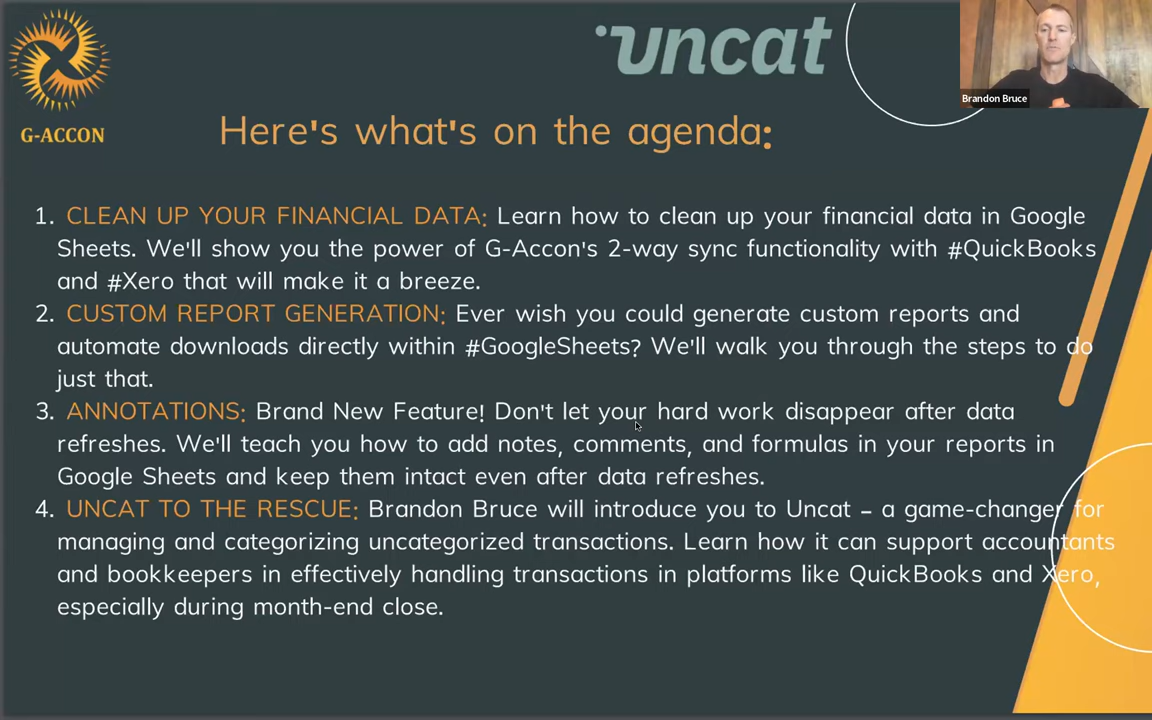 uncat
Brandon Bruce
G-ACCON
Here's what's on the agenda:
1. CLEAN UP YOUR FINANCIAL DATA: Learn how to clean up your financial data in Google
Sheets. We'll show you the power of G-Accon's 2-way sync functionality with #QuickBooks
and #Xero that will make it a breeze.
2. CUSTOM REPORT GENERATION: Ever wish you could generate custom reports and
automate downloads directly within #GoogleSheets? We'll walk you through the steps to do
just that.
3. ANNOTATIONS: Brand New Feature! Don't let your hard work disappear after data
refreshes. We'll teach you how to add notes, comments, and formulas in your reports in
Google Sheets and keep them intact even after data refreshes.
4. UNCAT TO THE RESCUE: Brandon Bruce will introduce you to Uncat – a game-changer for
managing and categorizing uncategorized transactions. Learn how it can support accountants
and bookkeepers in effectively handling transactions in platforms like QuickBooks and Xero,
especially during month-end close.